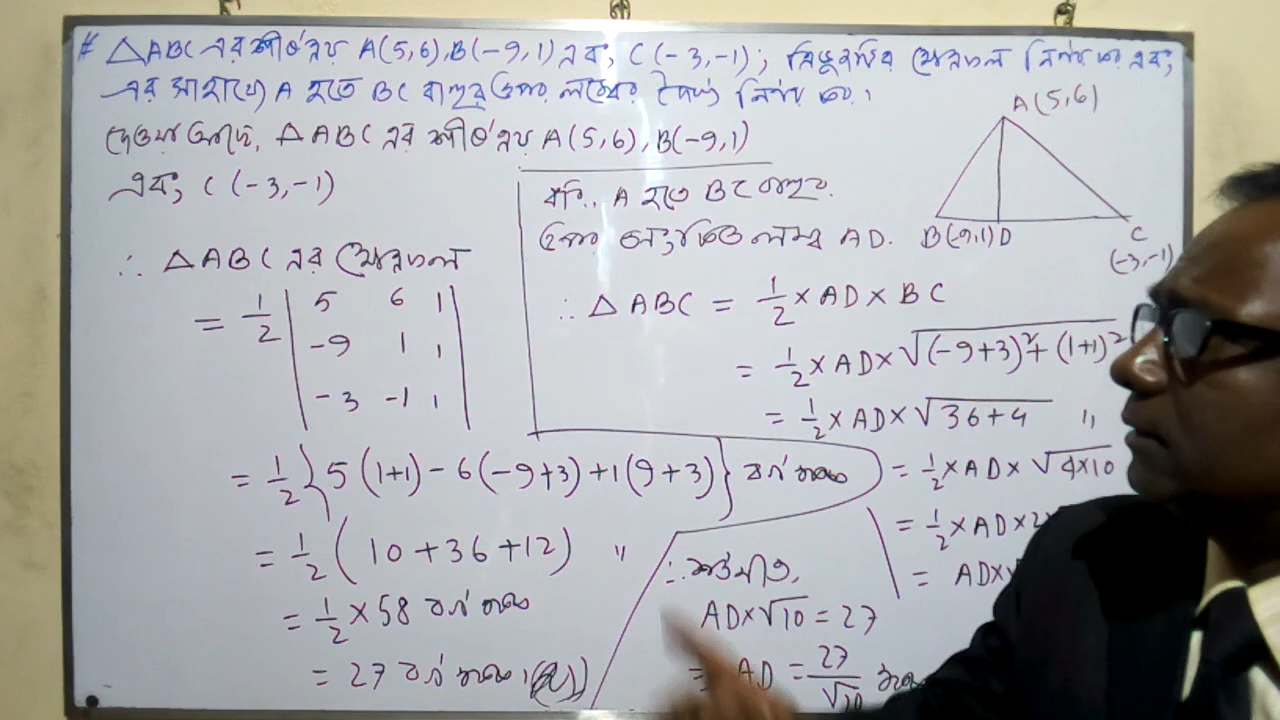 # △ABC এর শীর্ষত্রয় A(5,6), B(-9,1) এবং C(-3,-1); ত্রিভুজটির ক্ষেত্রফল নির্ণয় কর এবং
এর সাহায্যে A হতে BC বাহুর উপর লম্বের দৈর্ঘ্য নির্ণয় কর।
দেওয়া আছে, △ABC এর শীর্ষত্রয় A(5,6), B(-9,1)
এবং C(-3,-1)
∴ △ABC এর ক্ষেত্রফল
= 1/2 | 5 6 1
-9 1 1
-3 -1 1 |
= 1/2 {5(1+1) - 6(-9+3) + 1(9+3)} বর্গ একক
= 1/2 (10+36+12) "
= 1/2 × 58 বর্গ একক
= 27 বর্গ একক।
A(5,6)
B(-9,1) D
C
(-3,-1)
ধরি, A হতে BC বাহুর
উপর অংকিত লম্ব AD.
∴ △ABC = 1/2 × AD × BC
= 1/2 × AD × √(-9+3)² + (1+1)²
= 1/2 × AD × √36+4 "
= 1/2 × AD × √4×10
= 1/2 × AD × 2
= AD×
∴ শর্তমতে,
AD×√10 = 27
AD = 27/√10 একক